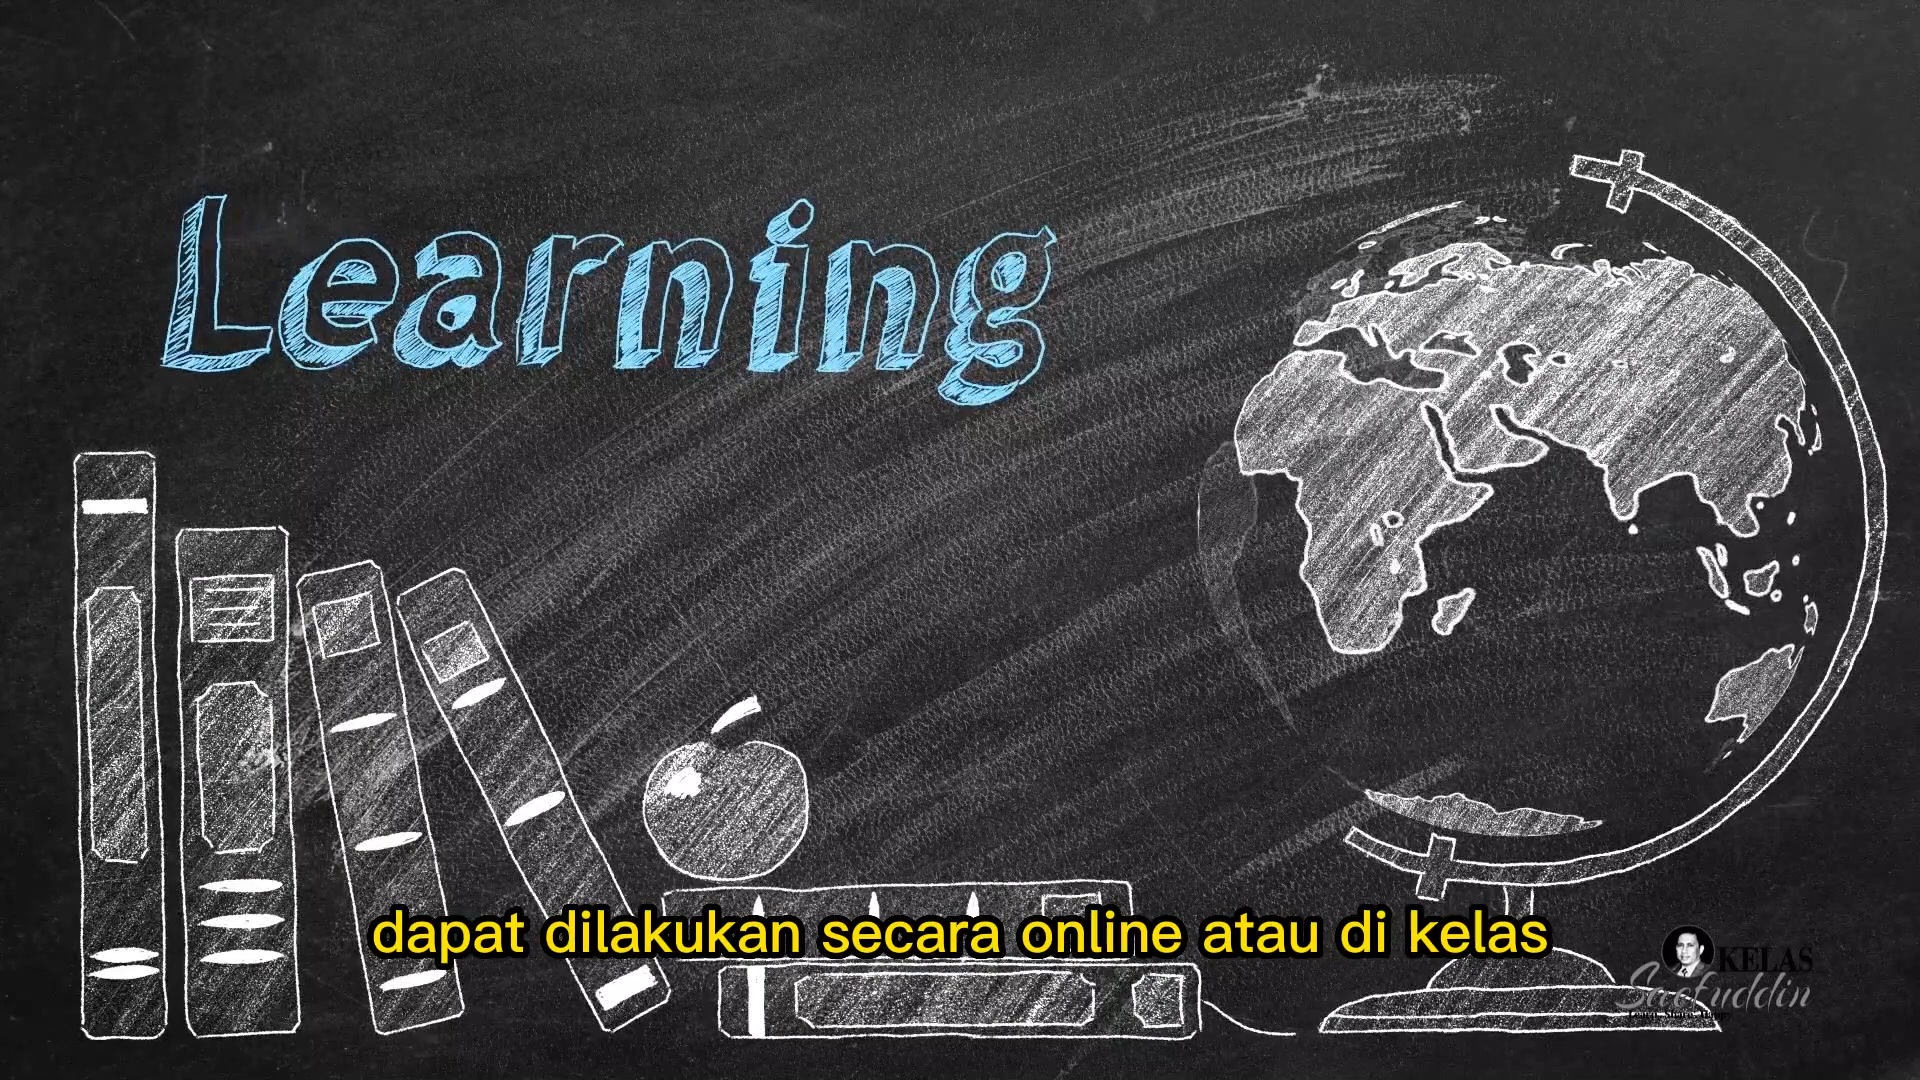 Learning
dapat dilakukan secara online atau di kelas
KELAS
Saefuddin